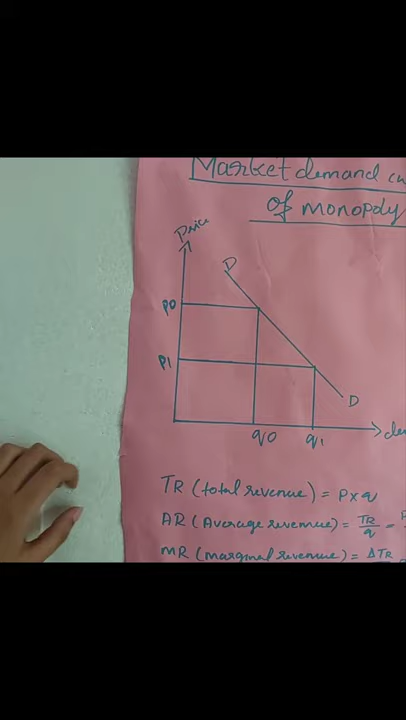 Market demand cu
of monopoly
Price
D
P0
P1
D
q0 q1 de
TR (total revenue) = P x q
AR (Average revenue) = TR/q = P
MR (marginal revenue) = ΔTR